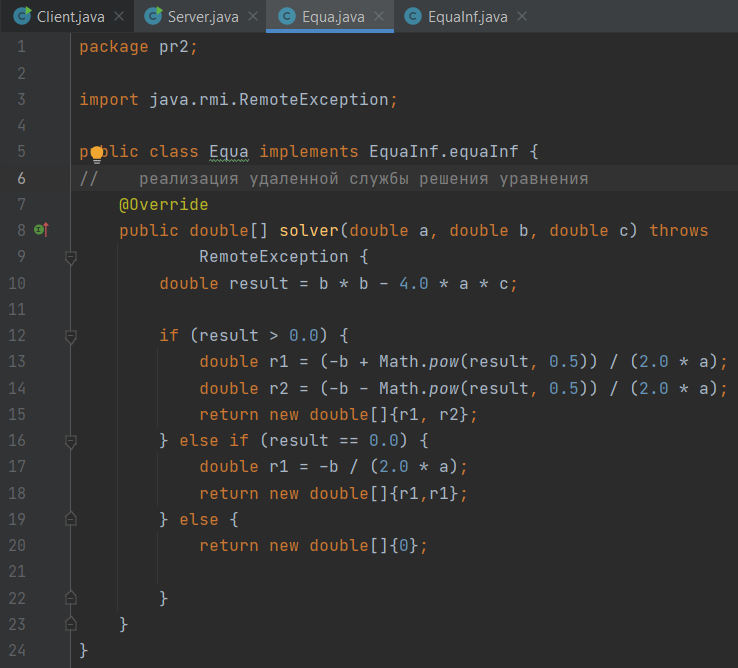 Client.java Server.java Equa.java EquaInf.java
1 package pr2;
2
3 import java.rmi.RemoteException;
4
5 public class Equa implements EquaInf.equaInf {
6 // реализация удаленной службы решения уравнения
7 @Override
8 public double[] solver(double a, double b, double c) throws
9 RemoteException {
10 double result = b * b - 4.0 * a * c;
11
12 if (result > 0.0) {
13 double r1 = (-b + Math.pow(result, 0.5)) / (2.0 * a);
14 double r2 = (-b - Math.pow(result, 0.5)) / (2.0 * a);
15 return new double[]{r1, r2};
16 } else if (result == 0.0) {
17 double r1 = -b / (2.0 * a);
18 return new double[]{r1,r1};
19 } else {
20 return new double[]{0};
21
22 }
23 }
24 }